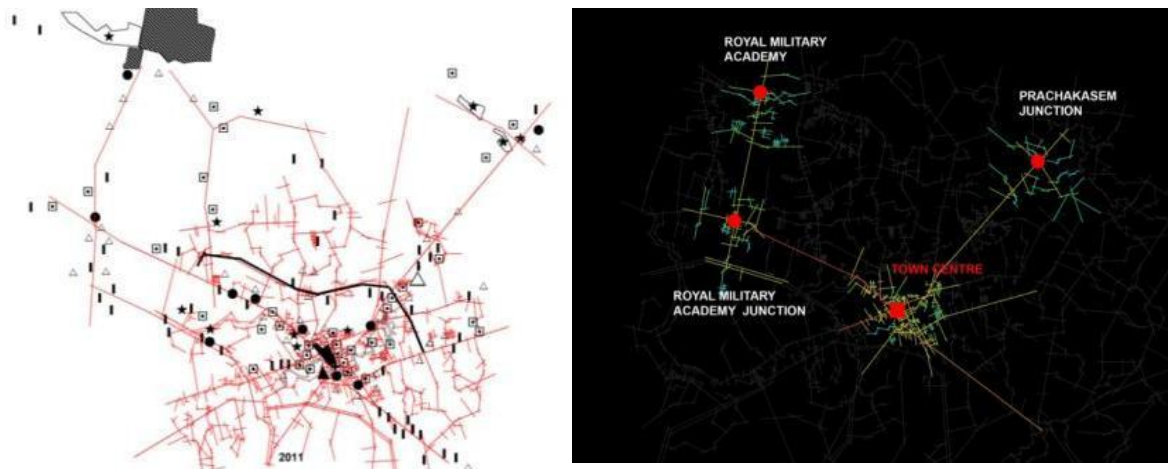 2011
ROYAL MILITARY
ACADEMY
PRACHAKASEM
JUNCTION
TOWN CENTRE
ROYAL MILITARY
ACADEMY JUNCTION